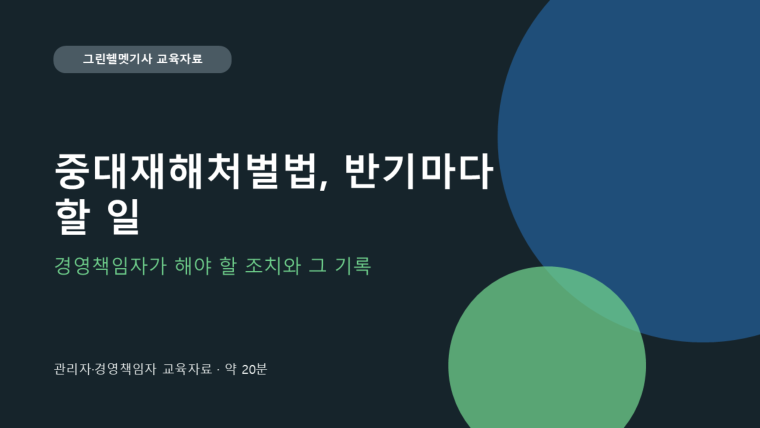 그린헬멧기사 교육자료
중대재해처벌법, 반기마다
할 일
경영책임자가 해야 할 조치와 그 기록
관리자·경영책임자 교육자료 · 약 20분